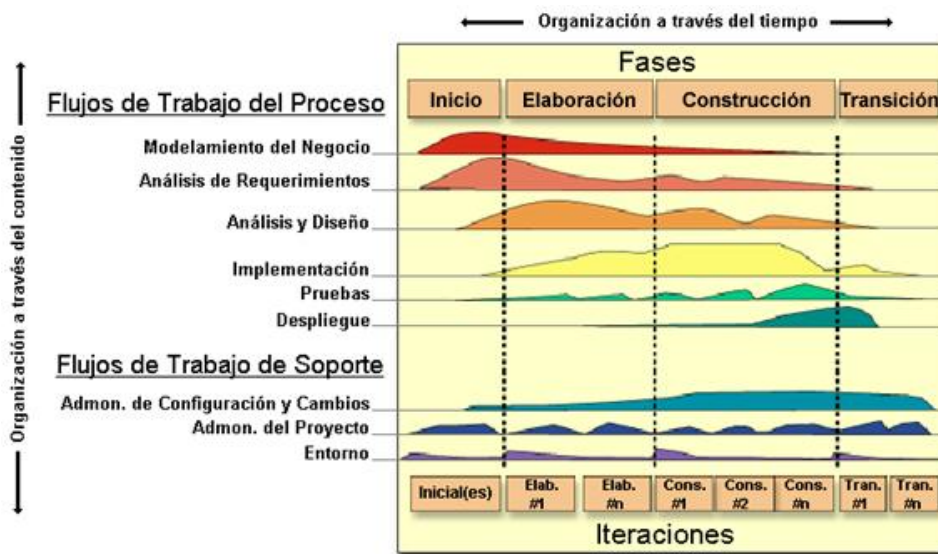 Organización a través del tiempo
Organización a través del contenido
Fases
Flujos de Trabajo del Proceso
Inicio
Elaboración
Construcción
Transición
Modelamiento del Negocio
Análisis de Requerimientos
Análisis y Diseño
Implementación
Pruebas
Despliegue
Flujos de Trabajo de Soporte
Admon. de Configuración y Cambios
Admon. del Proyecto
Entorno
Inicial(es)
Elab.
#1
Elab.
#n
Cons.
#1
Cons.
#2
Cons.
#n
Tran.
#1
Tran.
#n
Iteraciones